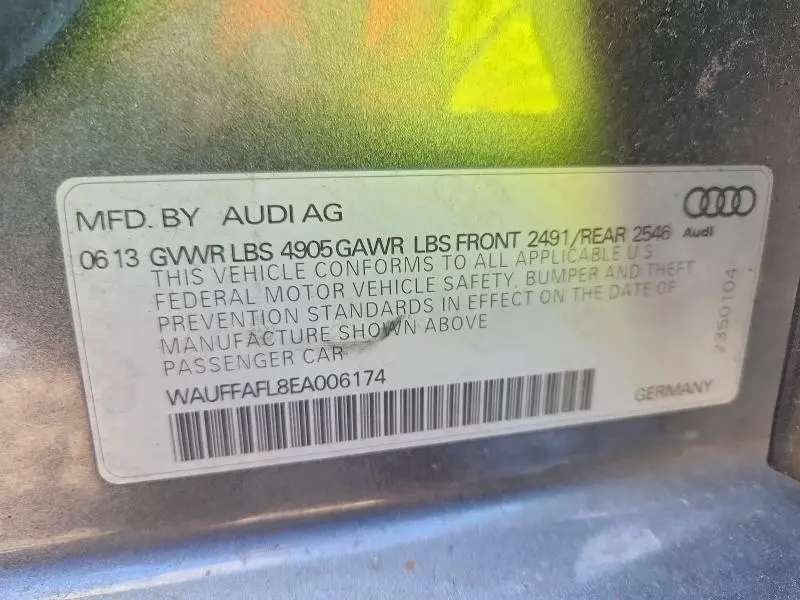 MFD. BY AUDI AG
06 13 GVWR LBS 4905 GAWR LBS FRONT 2491/REAR 2546
Audi
THIS VEHICLE CONFORMS TO ALL APPLICABLE U S
FEDERAL MOTOR VEHICLE SAFETY, BUMPER AND THEFT
PREVENTION STANDARDS IN EFFECT ON THE DATE OF
MANUFACTURE SHOWN ABOVE
PASSENGER CAR
2350104
WAUFFAFL8EA006174
GERMANY